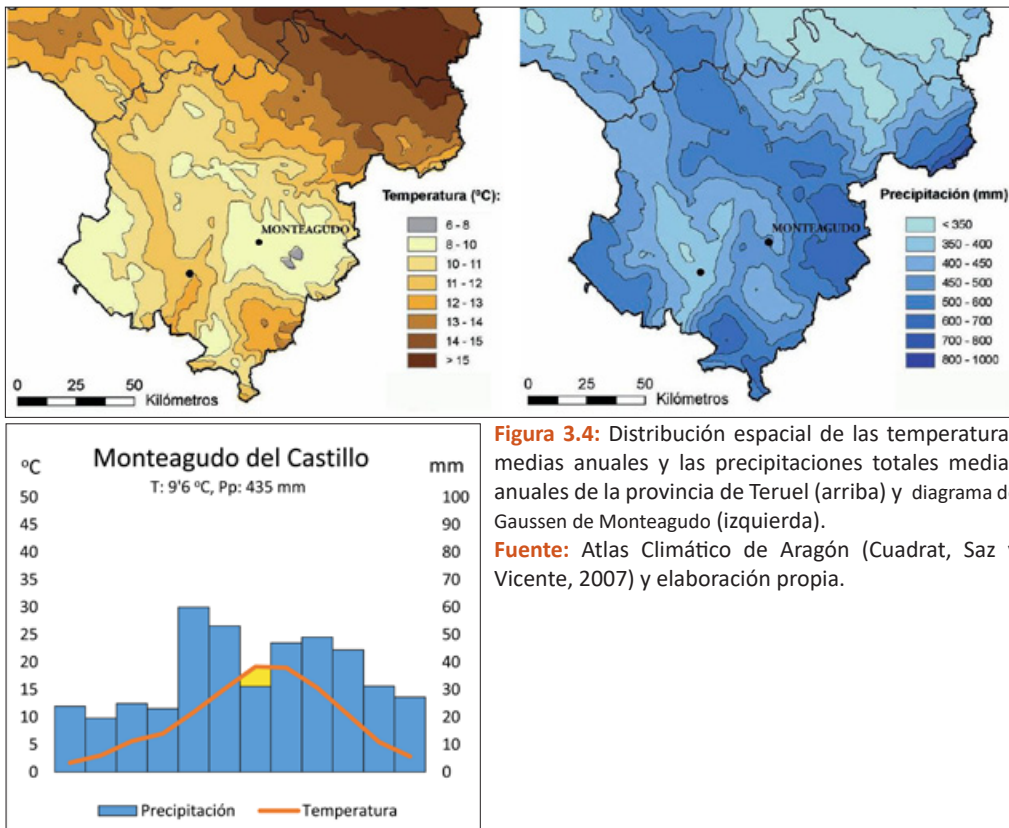 Temperatura (ºC):
6 - 8
8 - 10
10 - 11
11 - 12
12 - 13
13 - 14
14 - 15
> 15
MONTEAGUDO
0 25 50
Kilómetros
Precipitación (mm)
< 350
350 - 400
400 - 450
450 - 500
500 - 600
600 - 700
700 - 800
800 - 1000
MONTEAGUDO
0 25 50
Kilómetros
Monteagudo del Castillo
T: 9'6 ºC, Pp: 435 mm
ºC
50
45
40
35
30
25
20
15
10
5
0
mm
100
90
80
70
60
50
40
30
20
10
0
Precipitación Temperatura
Figura 3.4: Distribución espacial de las temperatura
medias anuales y las precipitaciones totales media
anuales de la provincia de Teruel (arriba) y diagrama d
Gaussen de Monteagudo (izquierda).
Fuente: Atlas Climático de Aragón (Cuadrat, Saz
Vicente, 2007) y elaboración propia.